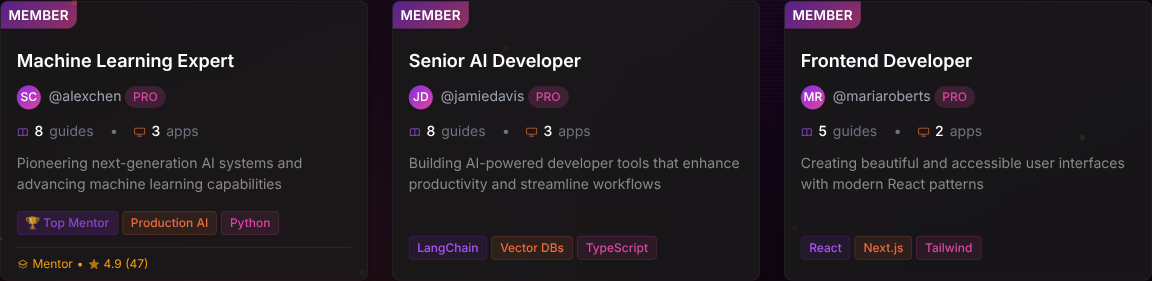 MEMBER
Machine Learning Expert
SC @alexchen PRO
8 guides • 3 apps
Pioneering next-generation AI systems and
advancing machine learning capabilities
🏆 Top Mentor Production AI Python
Mentor • ★ 4.9 (47)
MEMBER
Senior AI Developer
JD @jamiedavis PRO
8 guides • 3 apps
Building AI-powered developer tools that enhance
productivity and streamline workflows
LangChain Vector DBs TypeScript
MEMBER
Frontend Developer
MR @mariaroberts PRO
5 guides • 2 apps
Creating beautiful and accessible user interfaces
with modern React patterns
React Next.js Tailwind